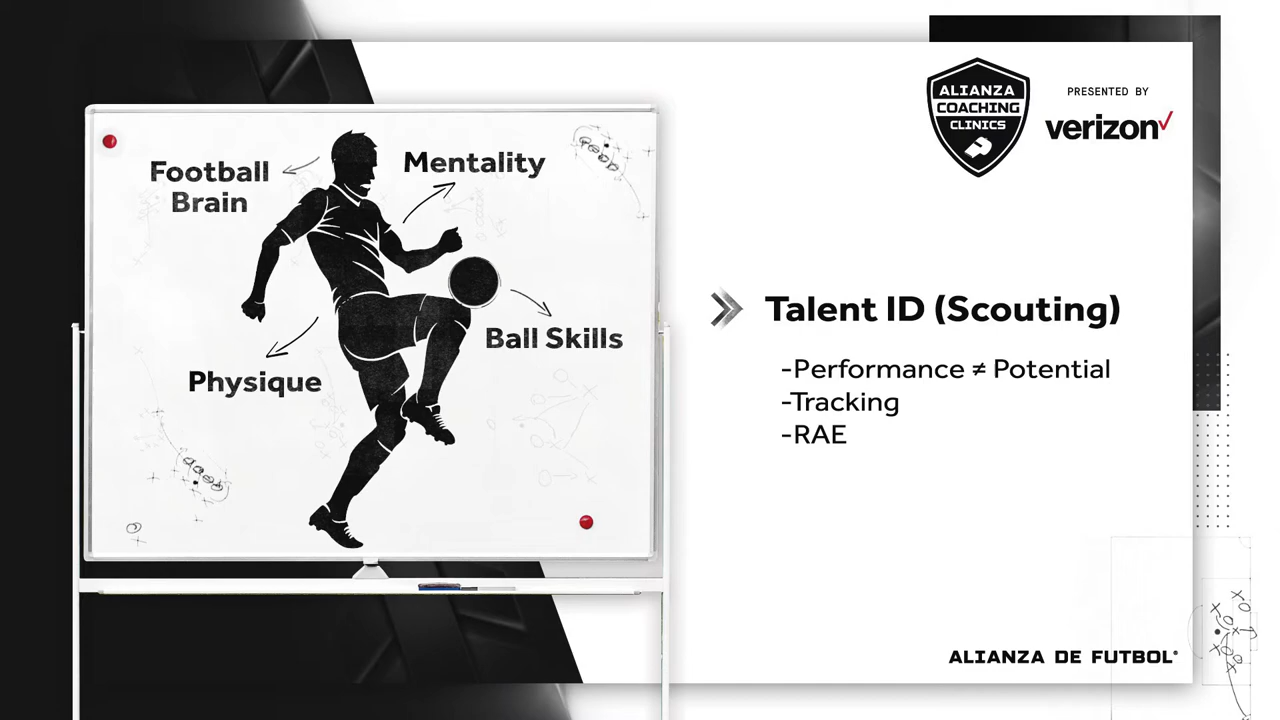 ALIANZA
COACHING
CLINICS
PRESENTED BY
verizon
Football
Brain
Mentality
Ball Skills
Physique
Talent ID (Scouting)
-Performance ≠ Potential
-Tracking
-RAE
ALIANZA DE FUTBOL®